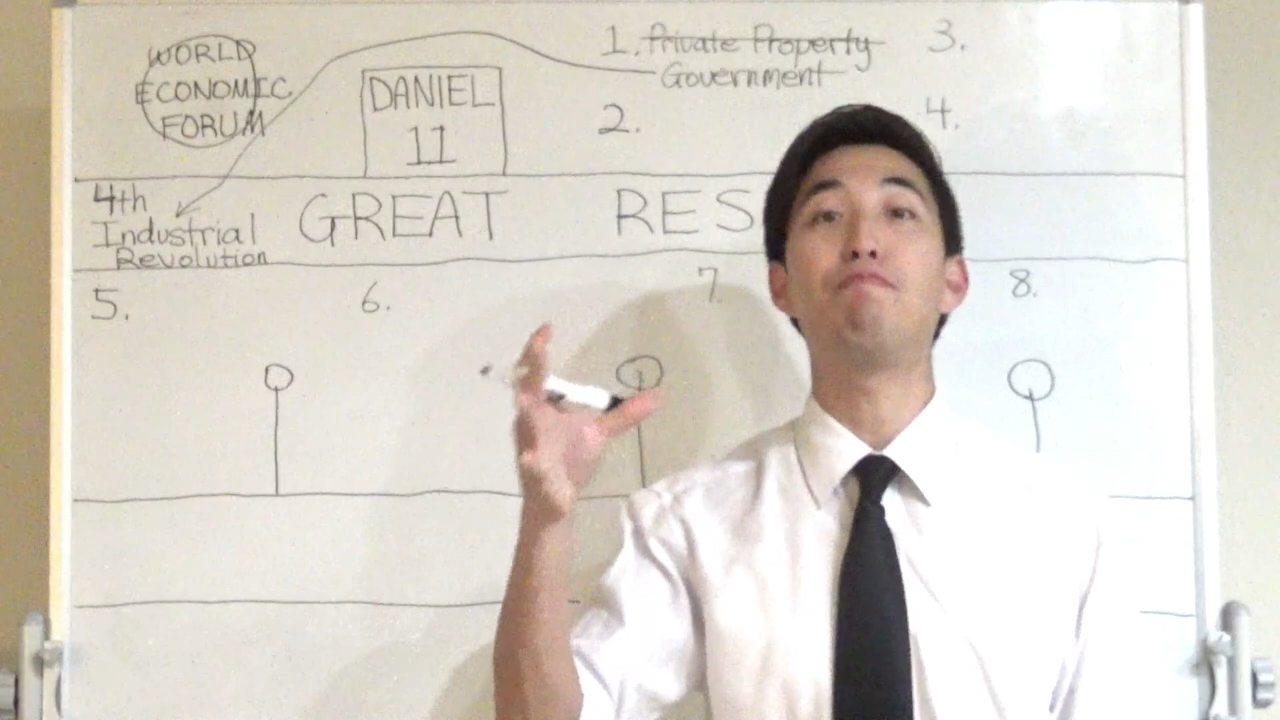 WORLD
ECONOMIC
FORUM
DANIEL
11
1. Private Property
Government
2.
3.
4.
4th
Industrial
Revolution
GREAT RES
5.
6.
7.
8.